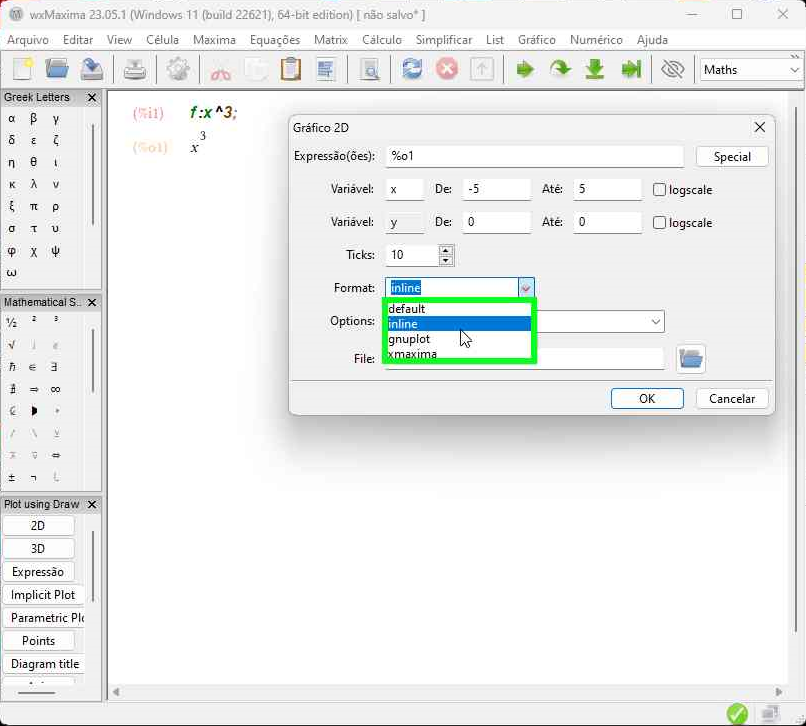 wxMaxima 23.05.1 (Windows 11 (build 22621), 64-bit edition) [ não salvo* ]
Arquivo Editar View Célula Maxima Equações Matrix Cálculo Simplificar List Gráfico Numérico Ajuda
Maths
Greek Letters
α β γ
δ ε ζ
η θ ι
κ λ ν
ξ π ρ
σ τ υ
φ χ ψ
ω
Mathematical S..
½ ² ³
√
ħ ∈ ∃
∄ ⇒ ∞
⇔
± ¬
Plot using Draw
2D
3D
Expressão
Implicit Plot
Parametric Plo
Points
Diagram title
(%i1) f:x^3;
(%o1) x³
Gráfico 2D
Expressão(ões): %o1 Special
Variável: x De: -5 Até: 5 logscale
Variável: y De: 0 Até: 0 logscale
Ticks: 10
Format: inline
default
inline
gnuplot
xmaxima
Options:
File:
OK Cancelar